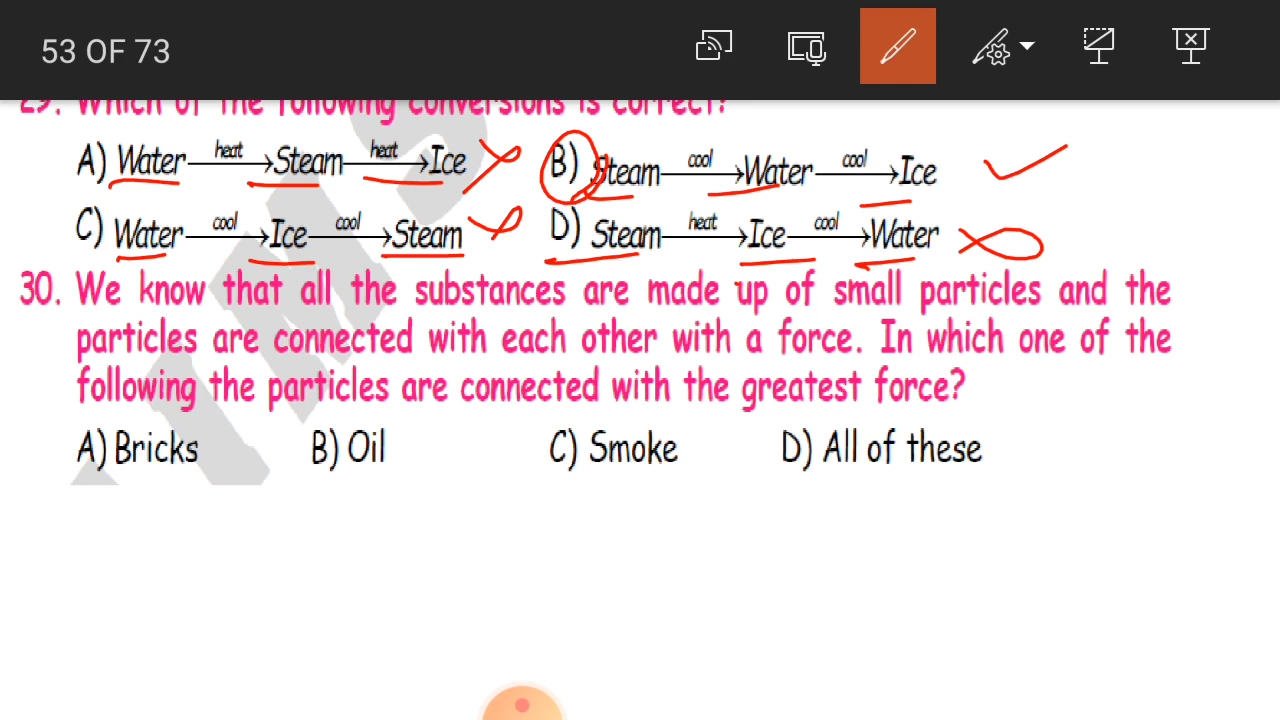 53 OF 73
29. Which of the following conversions is correct?
A) Water heat Steam heat Ice B) Steam cool Water cool Ice
C) Water cool Ice cool Steam D) Steam heat Ice cool Water
30. We know that all the substances are made up of small particles and the
particles are connected with each other with a force. In which one of the
following the particles are connected with the greatest force?
A) Bricks B) Oil C) Smoke D) All of these